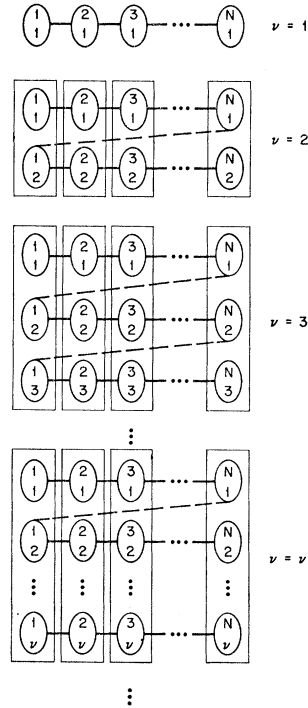 1 2 3 ... N
1 1 1 1
ν = 1
1 2 3 ... N
1 1 1 1
ν = 2
1 2 3 ... N
2 2 2 2
1 2 3 ... N
1 1 1 1
1 2 3 ... N
2 2 2 2
ν = 3
1 2 3 ... N
3 3 3 3
1 2 3 ... N
1 1 1 1
1 2 3 ... N
2 2 2 2
ν = ν
1 2 3 ... N
ν ν ν ν